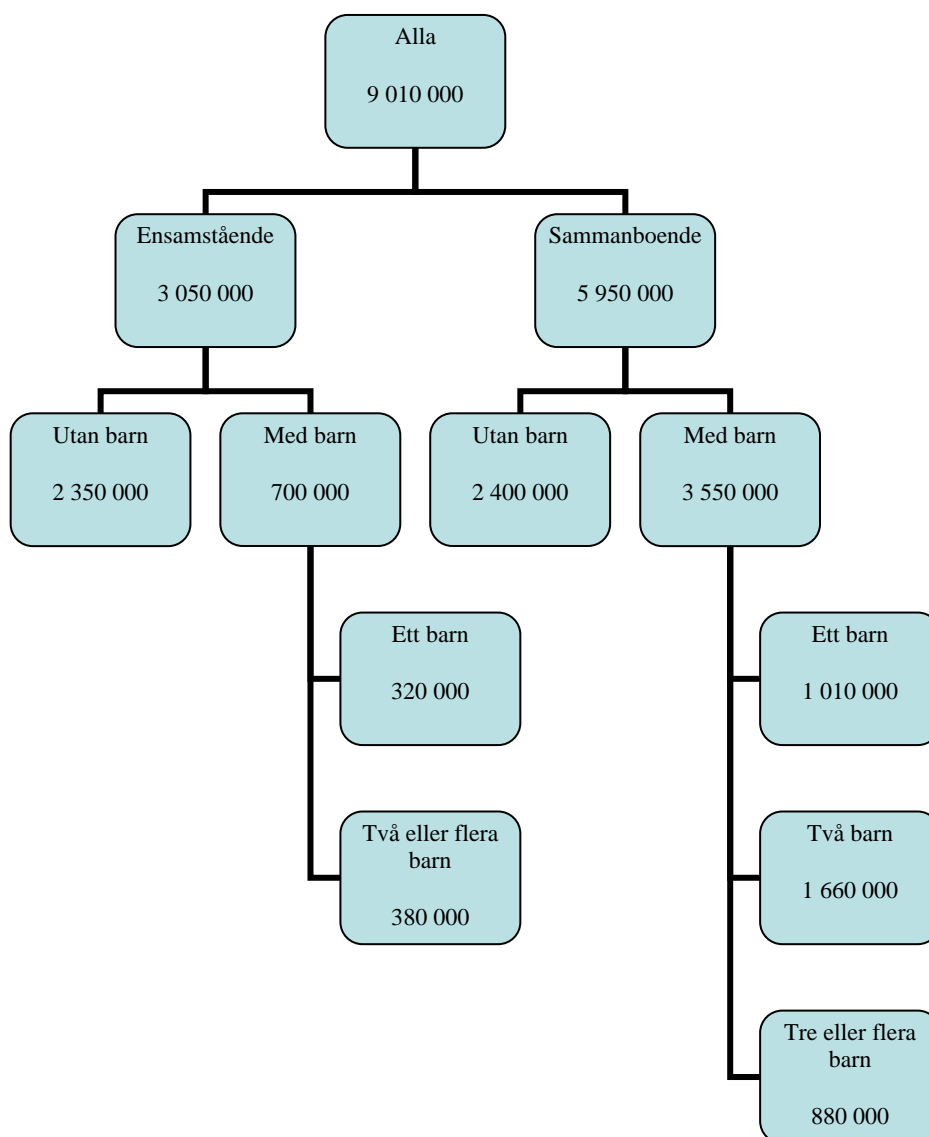 Alla
9 010 000
Ensamstående
3 050 000
Sammanboende
5 950 000
Utan barn
2 350 000
Med barn
700 000
Utan barn
2 400 000
Med barn
3 550 000
Ett barn
320 000
Ett barn
1 010 000
Två eller flera
barn
380 000
Två barn
1 660 000
Tre eller flera
barn
880 000